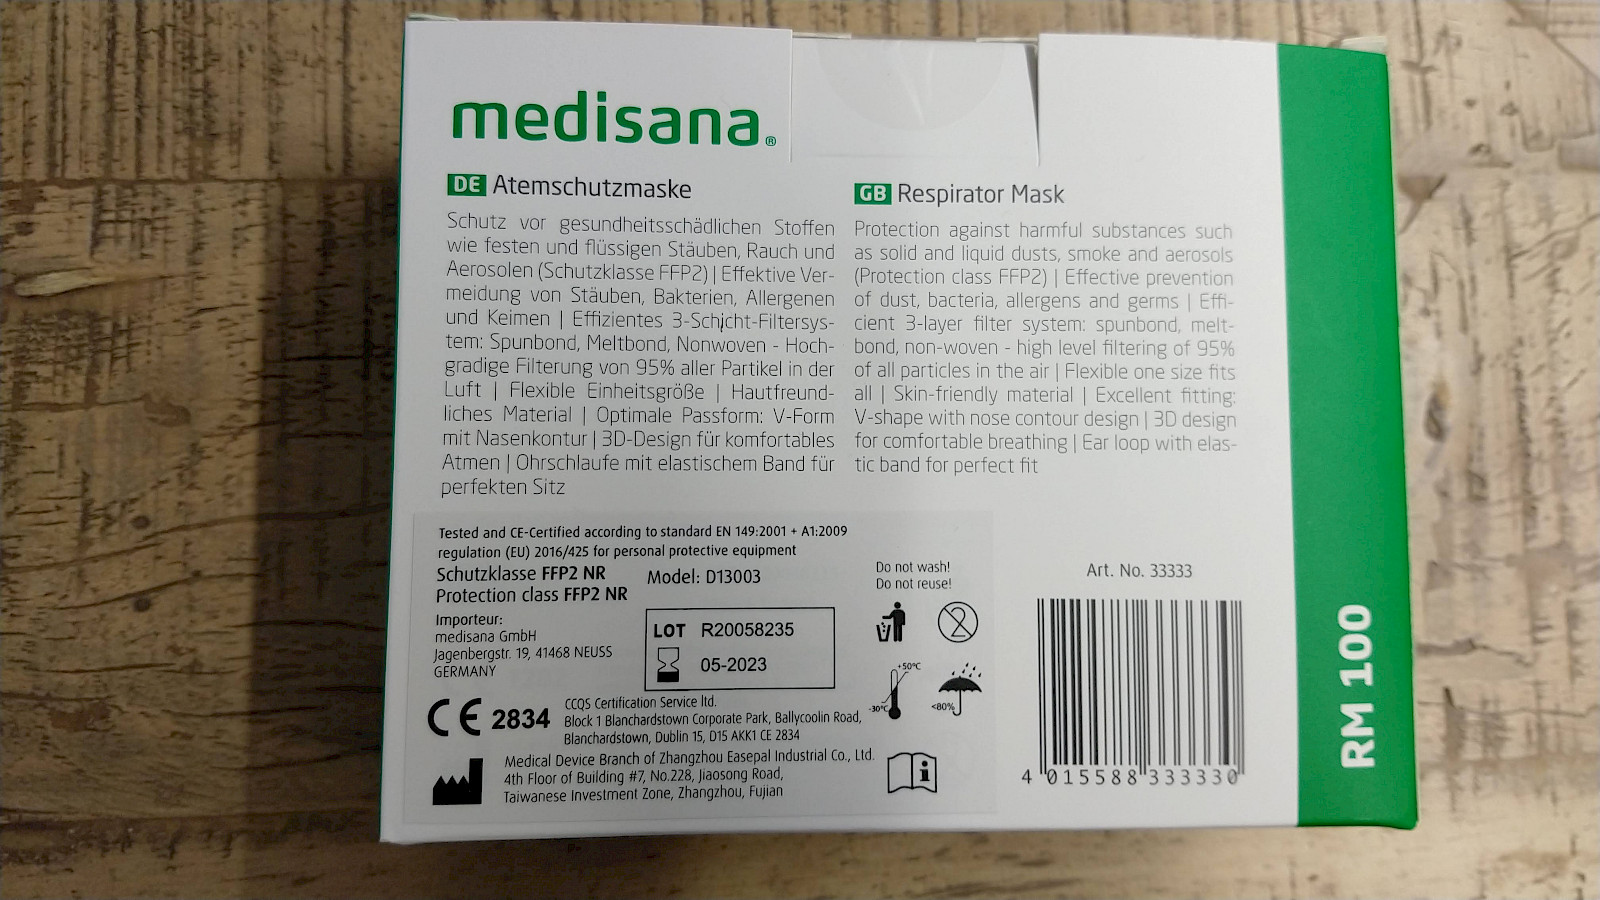 medisana®
DE Atemschutzmaske
Schutz vor gesundheitsschädlichen Stoffen
wie festen und flüssigen Stäuben, Rauch und
Aerosolen (Schutzklasse FFP2) | Effektive Ver-
meidung von Stäuben, Bakterien, Allergenen
und Keimen | Effizientes 3-Schicht-Filtersys-
tem: Spunbond, Meltbond, Nonwoven - Hoch-
gradige Filterung von 95% aller Partikel in der
Luft | Flexible Einheitsgröße | Hautfreund-
liches Material | Optimale Passform: V-Form
mit Nasenkontur | 3D-Design für komfortables
Atmen | Ohrschlaufe mit elastischem Band für
perfekten Sitz
GB Respirator Mask
Protection against harmful substances such
as solid and liquid dusts, smoke and aerosols
(Protection class FFP2) | Effective prevention
of dust, bacteria, allergens and germs | Effi-
cient 3-layer filter system: spunbond, melt-
bond, non-woven - high level filtering of 95%
of all particles in the air | Flexible one size fits
all | Skin-friendly material | Excellent fitting:
V-shape with nose contour design | 3D design
for comfortable breathing | Ear loop with elas-
tic band for perfect fit
Tested and CE-Certified according to standard EN 149:2001 + A1:2009
regulation (EU) 2016/425 for personal protective equipment
Schutzklasse FFP2 NR
Protection class FFP2 NR
Model: D13003
Importeur:
medisana GmbH
Jagenbergstr. 19, 41468 NEUSS
GERMANY
LOT R20058235
05-2023
CE 2834
CCQS Certification Service ltd.
Block 1 Blanchardstown Corporate Park, Ballycoolin Road,
Blanchardstown, Dublin 15, D15 AKK1 CE 2834
Medical Device Branch of Zhangzhou Easepal Industrial Co., Ltd.
4th Floor of Building #7, No.228, Jiaosong Road,
Taiwanese Investment Zone, Zhangzhou, Fujian
Do not wash!
Do not reuse!
2
+50°C
-30°C
<80%
i
Art. No. 33333
4 015588 333330
RM 100